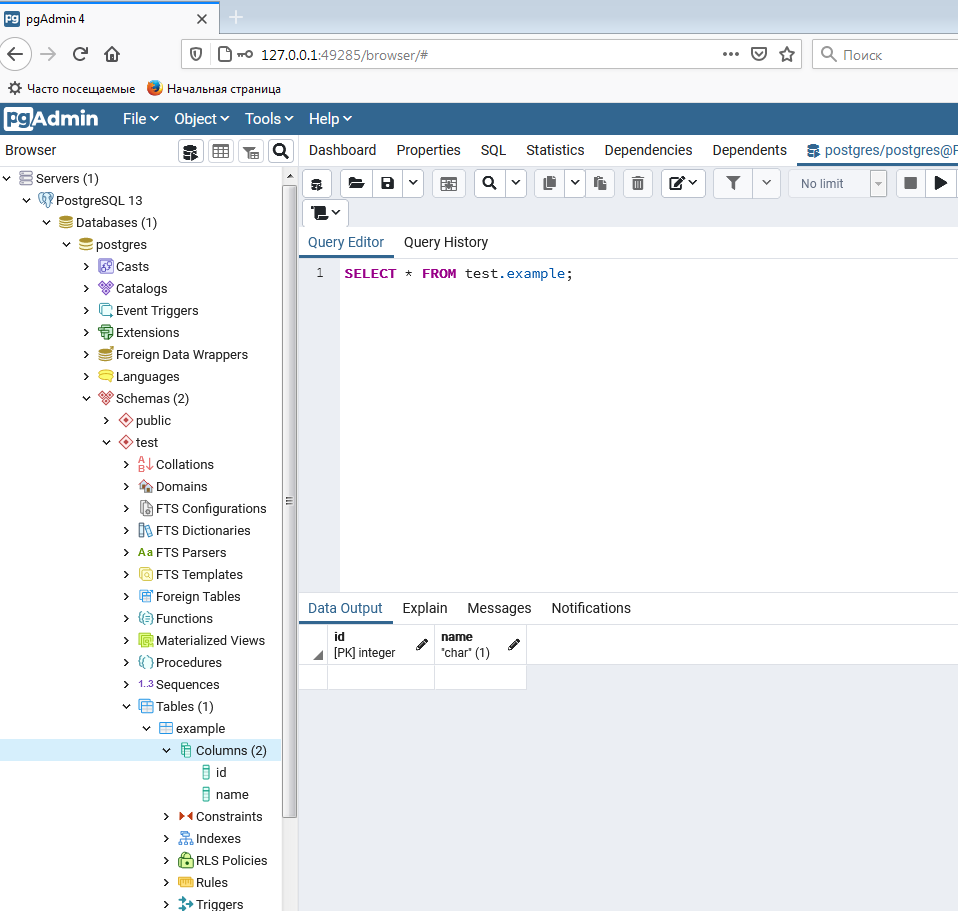 pgAdmin 4
127.0.0.1:49285/browser/#
Поиск
Часто посещаемые
Начальная страница
pgAdmin File Object Tools Help
Browser
Dashboard Properties SQL Statistics Dependencies Dependents postgres/postgres@P
No limit
Servers (1)
PostgreSQL 13
Databases (1)
postgres
Casts
Catalogs
Event Triggers
Extensions
Foreign Data Wrappers
Languages
Schemas (2)
public
test
A↓
B
Collations
Domains
FTS Configurations
FTS Dictionaries
Aa FTS Parsers
FTS Templates
Foreign Tables
Functions
Materialized Views
Procedures
1..3 Sequences
Tables (1)
example
Columns (2)
id
name
Constraints
Indexes
RLS Policies
Rules
Triggers
Query Editor Query History
1 SELECT * FROM test.example;
Data Output Explain Messages Notifications
id
[PK] integer
name
"char" (1)